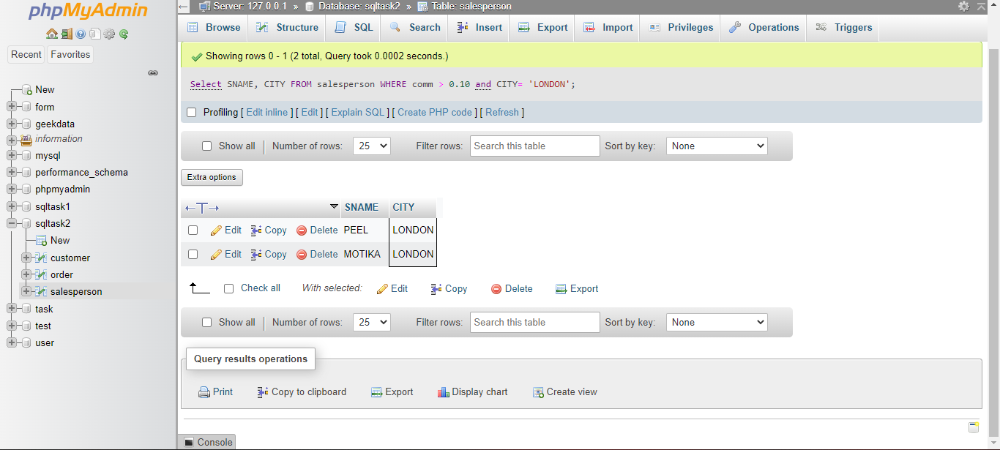 phpMyAdmin
Recent Favorites
New
form
geekdata
information
mysql
performance_schema
phpmyadmin
sqltask1
sqltask2
New
customer
order
salesperson
task
test
user
Server: 127.0.0.1 » Database: sqltask2 » Table: salesperson
Browse Structure SQL Search Insert Export Import Privileges Operations Triggers
Showing rows 0 - 1 (2 total, Query took 0.0002 seconds.)
Select SNAME, CITY FROM salesperson WHERE comm > 0.10 and CITY= 'LONDON';
Profiling [ Edit inline ] [ Edit ] [ Explain SQL ] [ Create PHP code ] [ Refresh ]
Show all | Number of rows: 25 Filter rows: Search this table Sort by key: None
Extra options
←T→ SNAME CITY
Edit Copy Delete PEEL LONDON
Edit Copy Delete MOTIKA LONDON
Check all With selected: Edit Copy Delete Export
Show all | Number of rows: 25 Filter rows: Search this table Sort by key: None
Query results operations
Print Copy to clipboard Export Display chart Create view
Console